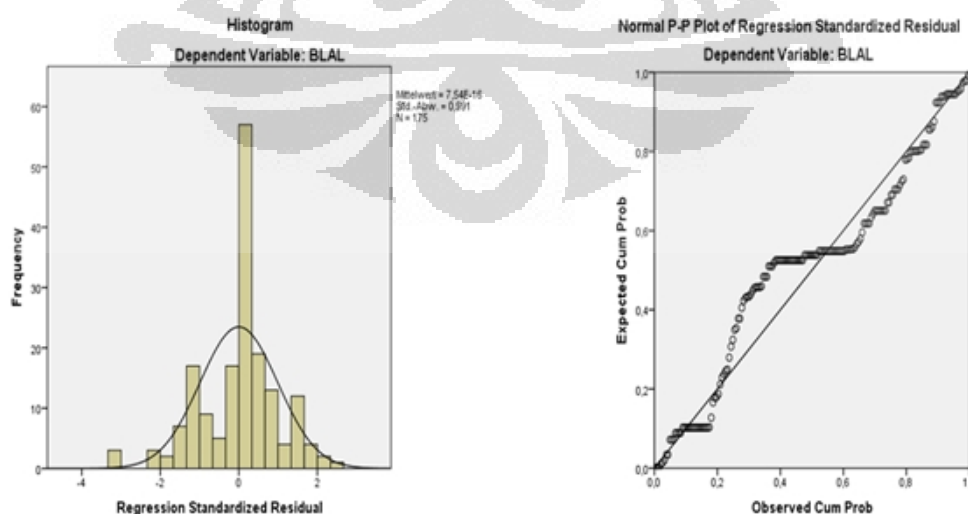 Histogram
Dependent Variable: BLAL
Mittelwert = 7,54E-16
Std.-Abw. = 0,991
N = 175
Frequency
60
50
40
30
20
10
0
-4
-2
0
2
Regression Standardized Residual
Normal P-P Plot of Regression Standardized Residual
Dependent Variable: BLAL
Expected Cum Prob
1,0
0,8
0,6
0,4
0,2
0,0
0,0
0,2
0,4
0,6
0,8
1
Observed Cum Prob